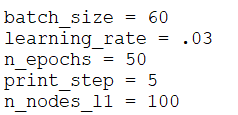 batch_size = 60
learning_rate = .03
n_epochs = 50
print_step = 5
n_nodes_l1 = 100